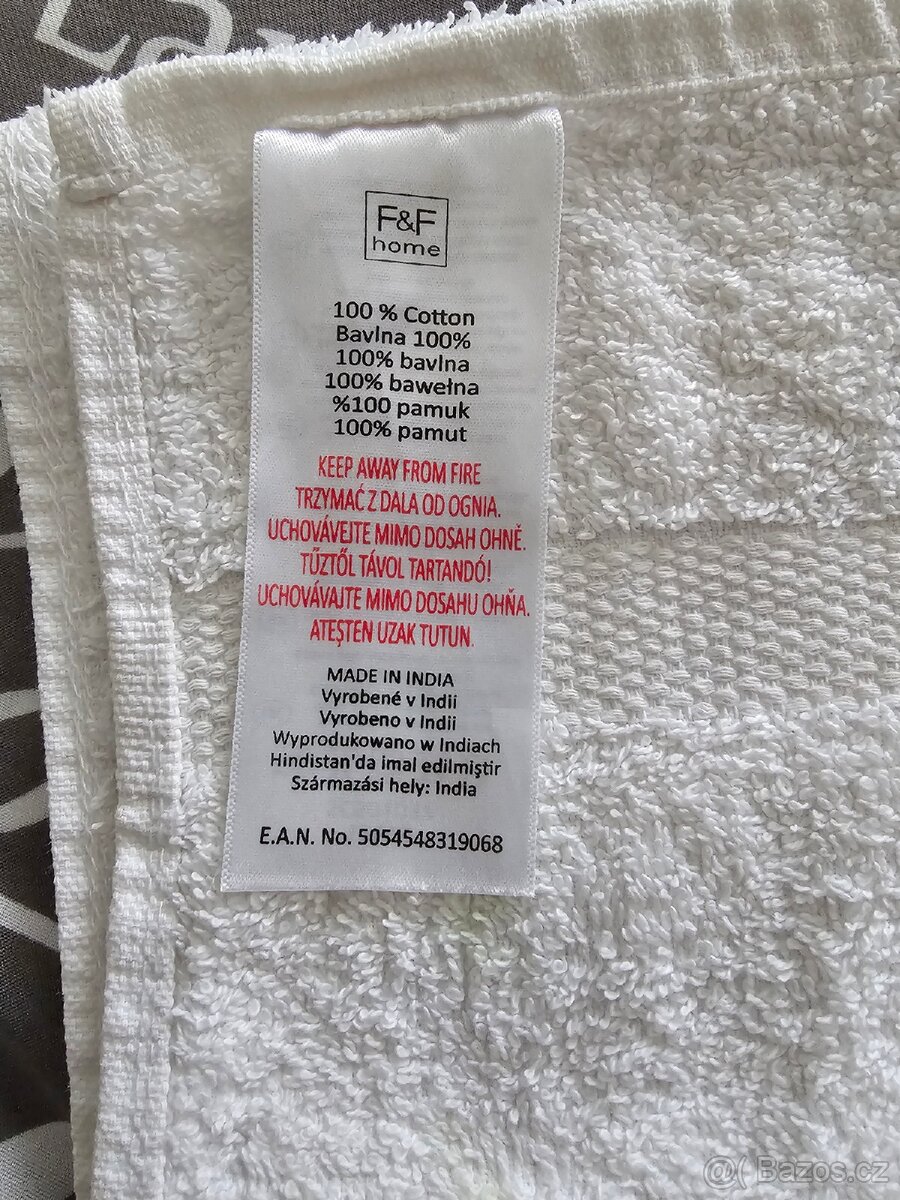 F&F
home
100 % Cotton
Bavlna 100%
100% bavlna
100% bawełna
%100 pamuk
100% pamut
KEEP AWAY FROM FIRE
TRZYMAĆ Z DALA OD OGNIA.
UCHOVÁVEJTE MIMO DOSAH OHNĚ.
TŰZTŐL TÁVOL TARTANDÓ!
UCHOVÁVAJTE MIMO DOSAHU OHŇA.
ATEŞTEN UZAK TUTUN.
MADE IN INDIA
Vyrobené v Indii
Vyrobeno v Indii
Wyprodukowano w Indiach
Hindistan'da imal edilmiştir
Származási hely: India
E.A.N. No. 5054548319068
Bazos.cz